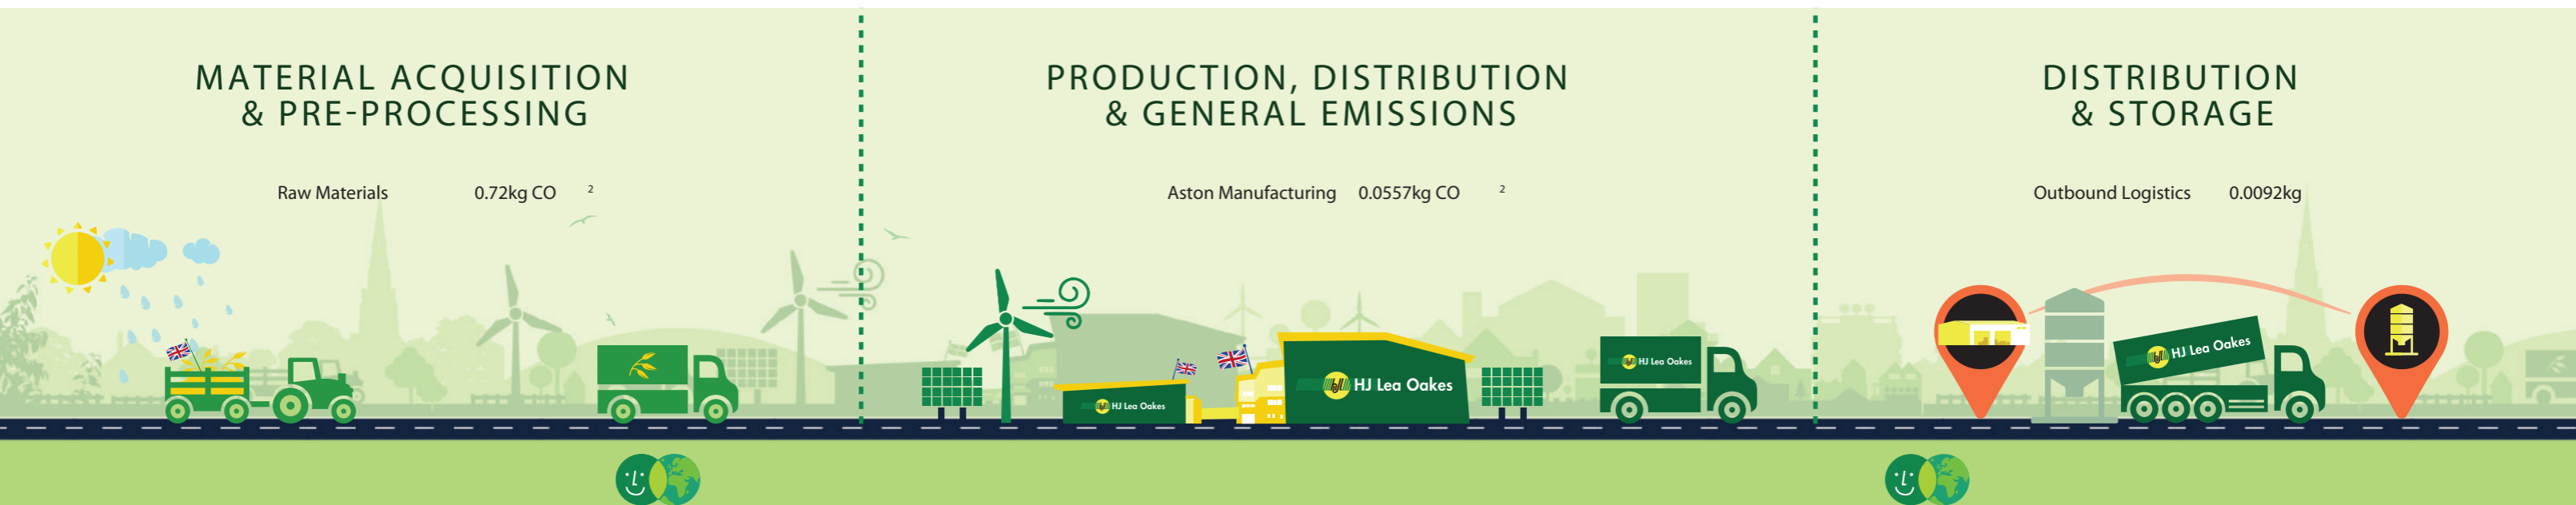 MATERIAL ACQUISITION
& PRE-PROCESSING
Raw Materials 0.72kg CO 2
PRODUCTION, DISTRIBUTION
& GENERAL EMISSIONS
Aston Manufacturing 0.0557kg CO 2
DISTRIBUTION
& STORAGE
Outbound Logistics 0.0092kg
HJ Lea Oakes
HJ Lea Oakes
HJ Lea Oakes
HJ Lea Oakes